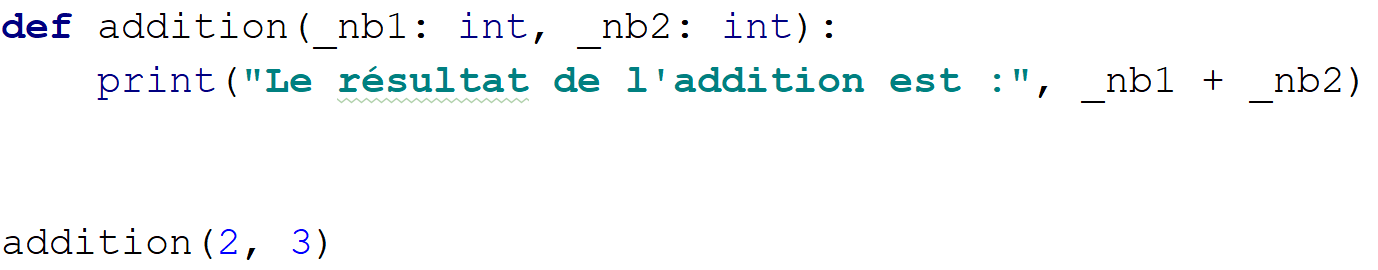 def addition(_nb1: int, _nb2: int):
    print("Le résultat de l'addition est :", _nb1 + _nb2)
addition(2, 3)